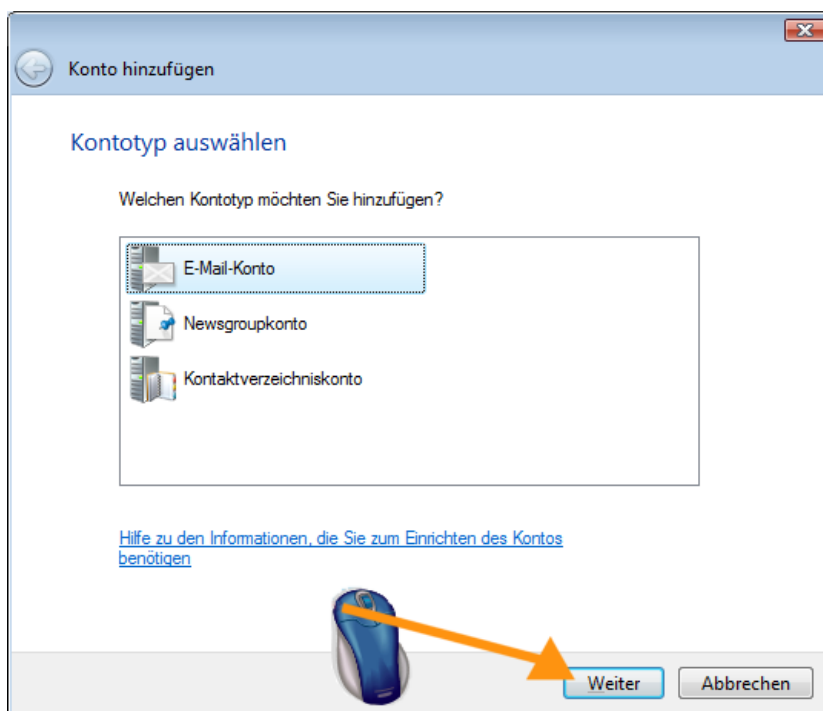 Konto hinzufügen
Kontotyp auswählen
Welchen Kontotyp möchten Sie hinzufügen?
E-Mail-Konto
Newsgroupkonto
Kontaktverzeichniskonto
Hilfe zu den Informationen, die Sie zum Einrichten des Kontos
benötigen
Weiter Abbrechen